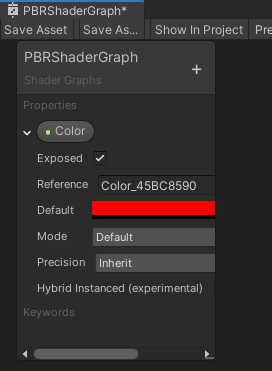 PBRShaderGraph*
Save Asset Save As... Show In Project Pre
PBRShaderGraph
Shader Graphs
Properties
Color
Exposed
Reference Color_45BC8590
Default
Mode Default
Precision Inherit
Hybrid Instanced (experimental)
Keywords